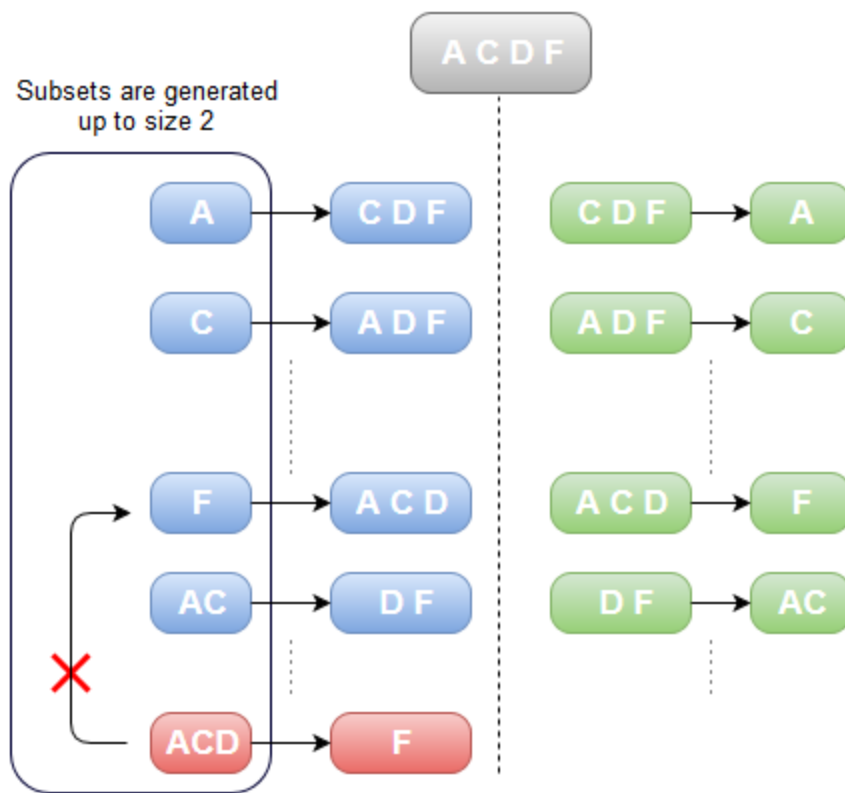 A C D F
Subsets are generated
up to size 2
A C D F C D F A
C A D F A D F C
F A C D A C D F
AC D F D F AC
ACD F